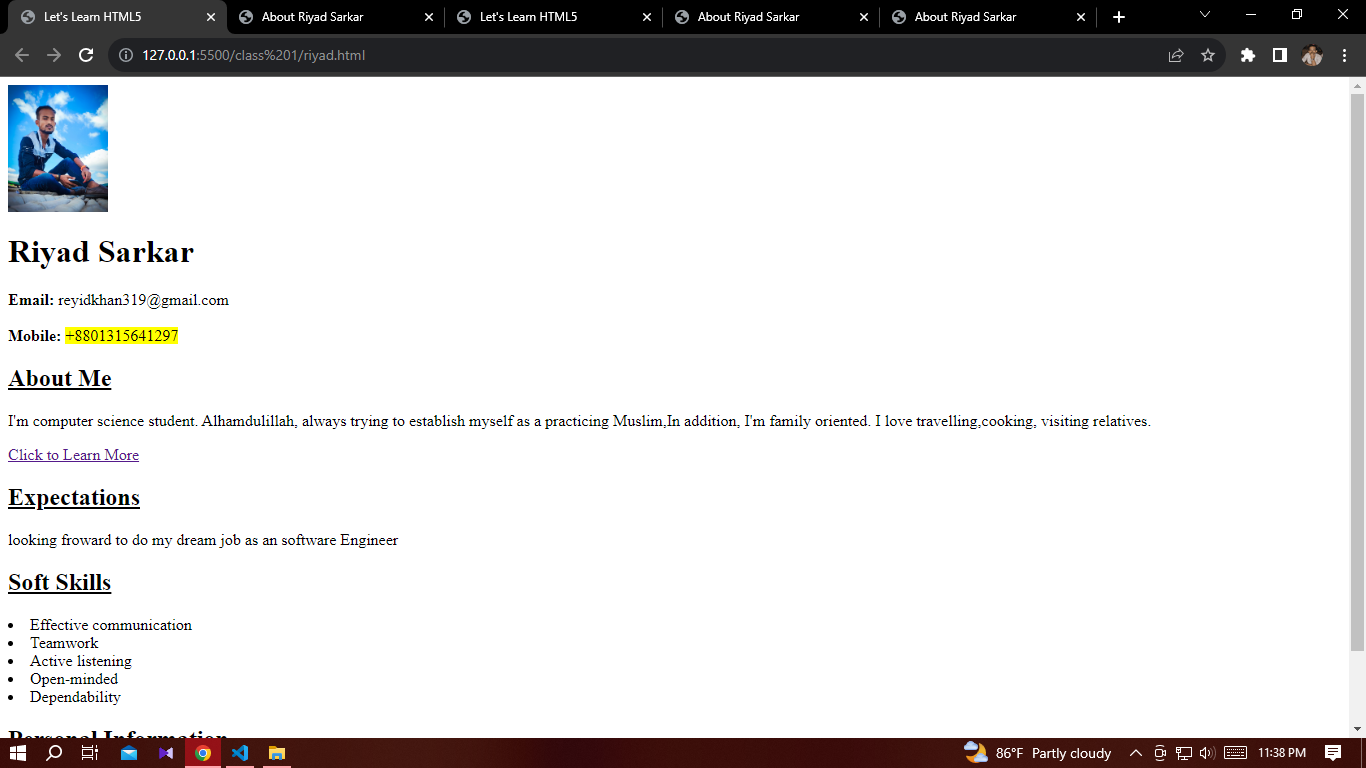 Let's Learn HTML5
About Riyad Sarkar
Let's Learn HTML5
About Riyad Sarkar
About Riyad Sarkar
127.0.0.1:5500/class%201/riyad.html
Riyad Sarkar
Email: reyidkhan319@gmail.com
Mobile: +8801315641297
About Me
I'm computer science student. Alhamdulillah, always trying to establish myself as a practicing Muslim,In addition, I'm family oriented. I love travelling,cooking, visiting relatives.
Click to Learn More
Expectations
looking froward to do my dream job as an software Engineer
Soft Skills
Effective communication
Teamwork
Active listening
Open-minded
Dependability
Personal Information
86°F Partly cloudy
11:38 PM